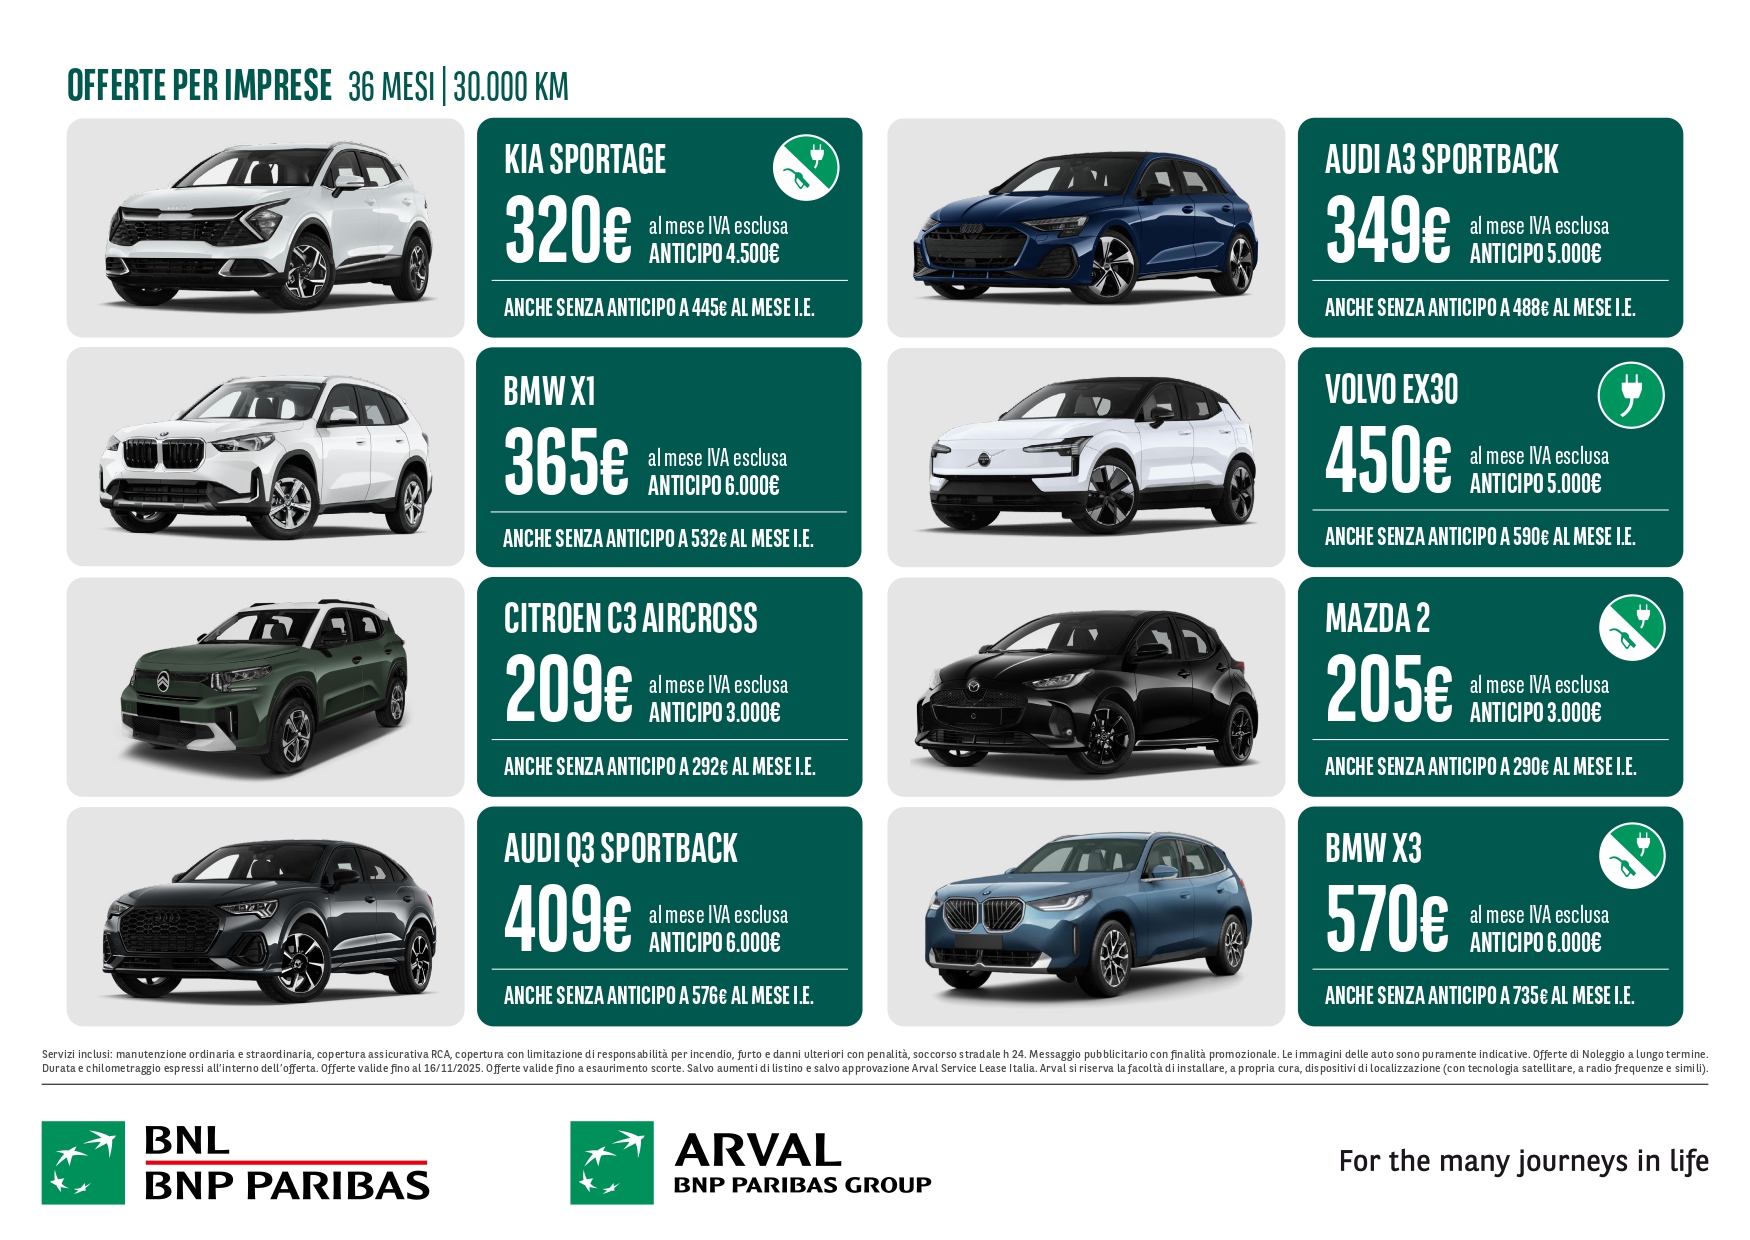 OFFERTE PER IMPRESE 36 MESI | 30.000 KM
KIA SPORTAGE
320€ al mese IVA esclusa
ANTICIPO 4.500€
ANCHE SENZA ANTICIPO A 445€ AL MESE I.E.
AUDI A3 SPORTBACK
349€ al mese IVA esclusa
ANTICIPO 5.000€
ANCHE SENZA ANTICIPO A 488€ AL MESE I.E.
BMW X1
365€ al mese IVA esclusa
ANTICIPO 6.000€
ANCHE SENZA ANTICIPO A 532€ AL MESE I.E.
VOLVO EX30
450€ al mese IVA esclusa
ANTICIPO 5.000€
ANCHE SENZA ANTICIPO A 590€ AL MESE I.E.
CITROEN C3 AIRCROSS
209€ al mese IVA esclusa
ANTICIPO 3.000€
ANCHE SENZA ANTICIPO A 292€ AL MESE I.E.
MAZDA 2
205€ al mese IVA esclusa
ANTICIPO 3.000€
ANCHE SENZA ANTICIPO A 290€ AL MESE I.E.
AUDI Q3 SPORTBACK
409€ al mese IVA esclusa
ANTICIPO 6.000€
ANCHE SENZA ANTICIPO A 576€ AL MESE I.E.
BMW X3
570€ al mese IVA esclusa
ANTICIPO 6.000€
ANCHE SENZA ANTICIPO A 735€ AL MESE I.E.
Servizi inclusi: manutenzione ordinaria e straordinaria, copertura assicurativa RCA, copertura con limitazione di responsabilità per incendio, furto e danni ulteriori con penalità, soccorso stradale h 24. Messaggio pubblicitario con finalità promozionale. Le immagini delle auto sono puramente indicative. Offerte di Noleggio a lungo termine.
Durata e chilometraggio espressi all'interno dell'offerta. Offerte valide fino al 16/11/2025. Offerte valide fino a esaurimento scorte. Salvo aumenti di listino e salvo approvazione Arval Service Lease Italia. Arval si riserva la facoltà di installare, a propria cura, dispositivi di localizzazione (con tecnologia satellitare, a radio frequenze e simili).
BNL
BNP PARIBAS
ARVAL
BNP PARIBAS GROUP
For the many journeys in life